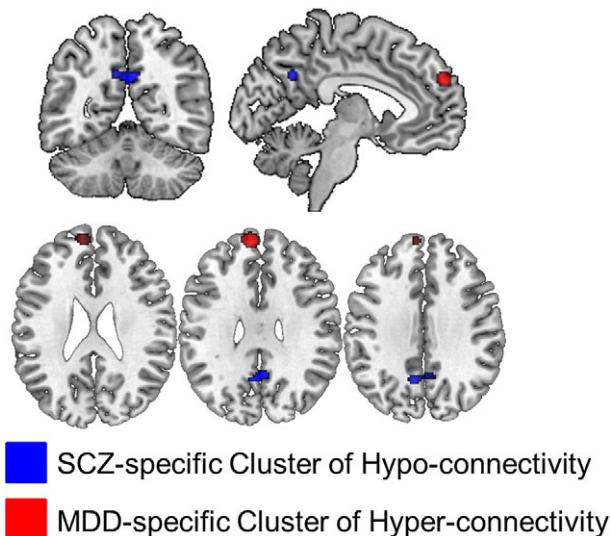 SCZ-specific Cluster of Hypo-connectivity
MDD-specific Cluster of Hyper-connectivity